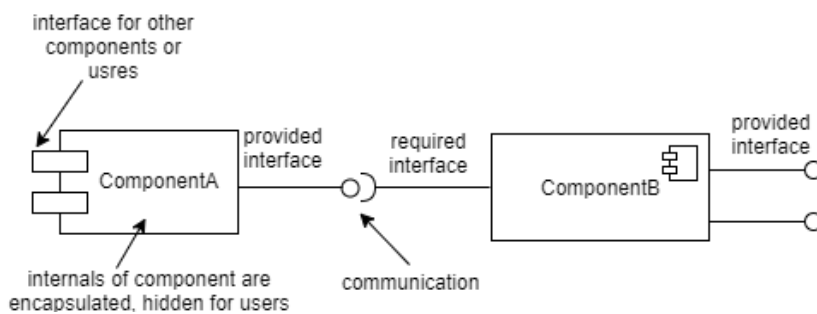 interface for other
components or
usres
provided
interface
required
interface
provided
interface
ComponentA
ComponentB
internals of component are
encapsulated, hidden for users
communication